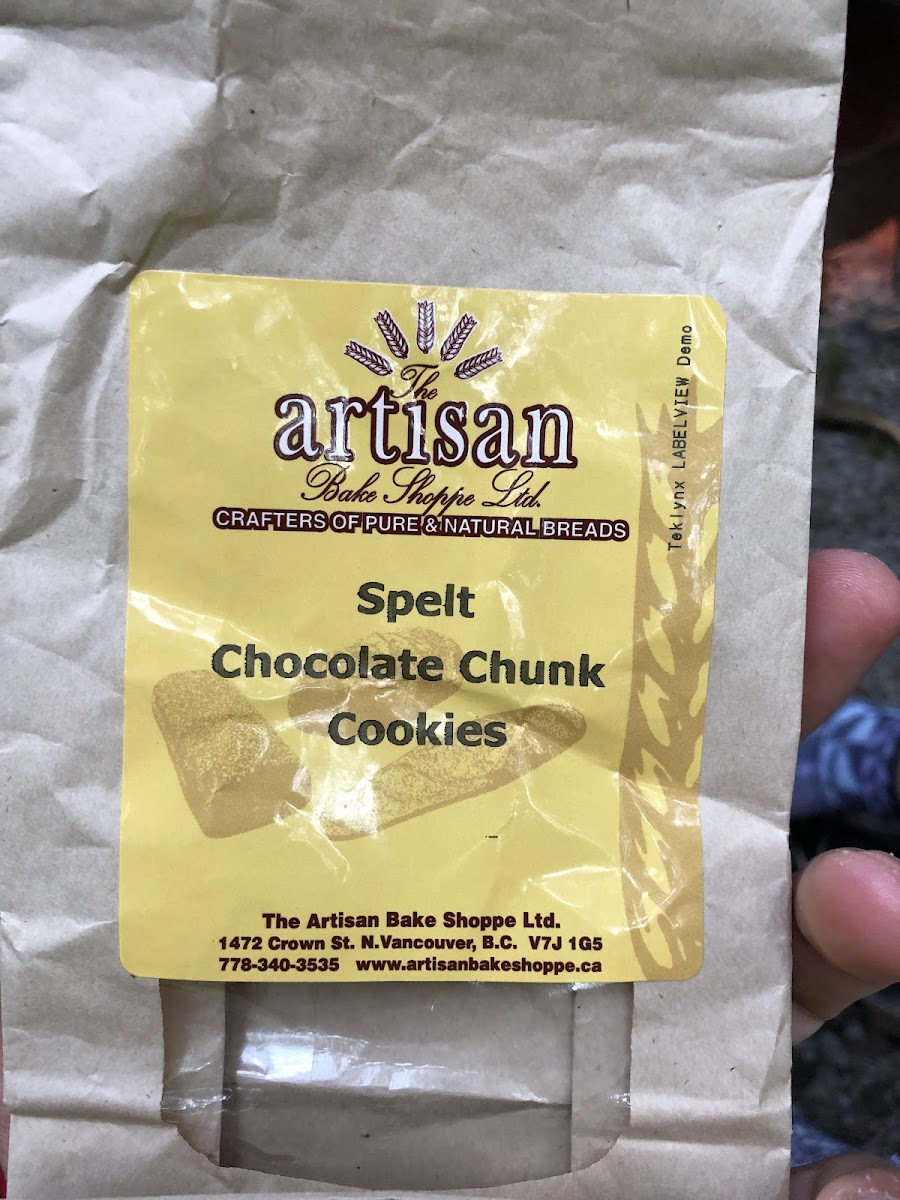 The
artisan
Bake Shoppe Ltd.
CRAFTERS OF PURE & NATURAL BREADS
Teklynx LABELVIEW Demo
Spelt
Chocolate Chunk
Cookies
The Artisan Bake Shoppe Ltd.
1472 Crown St. N.Vancouver, B.C. V7J 1G5
778-340-3535 www.artisanbakeshoppe.ca